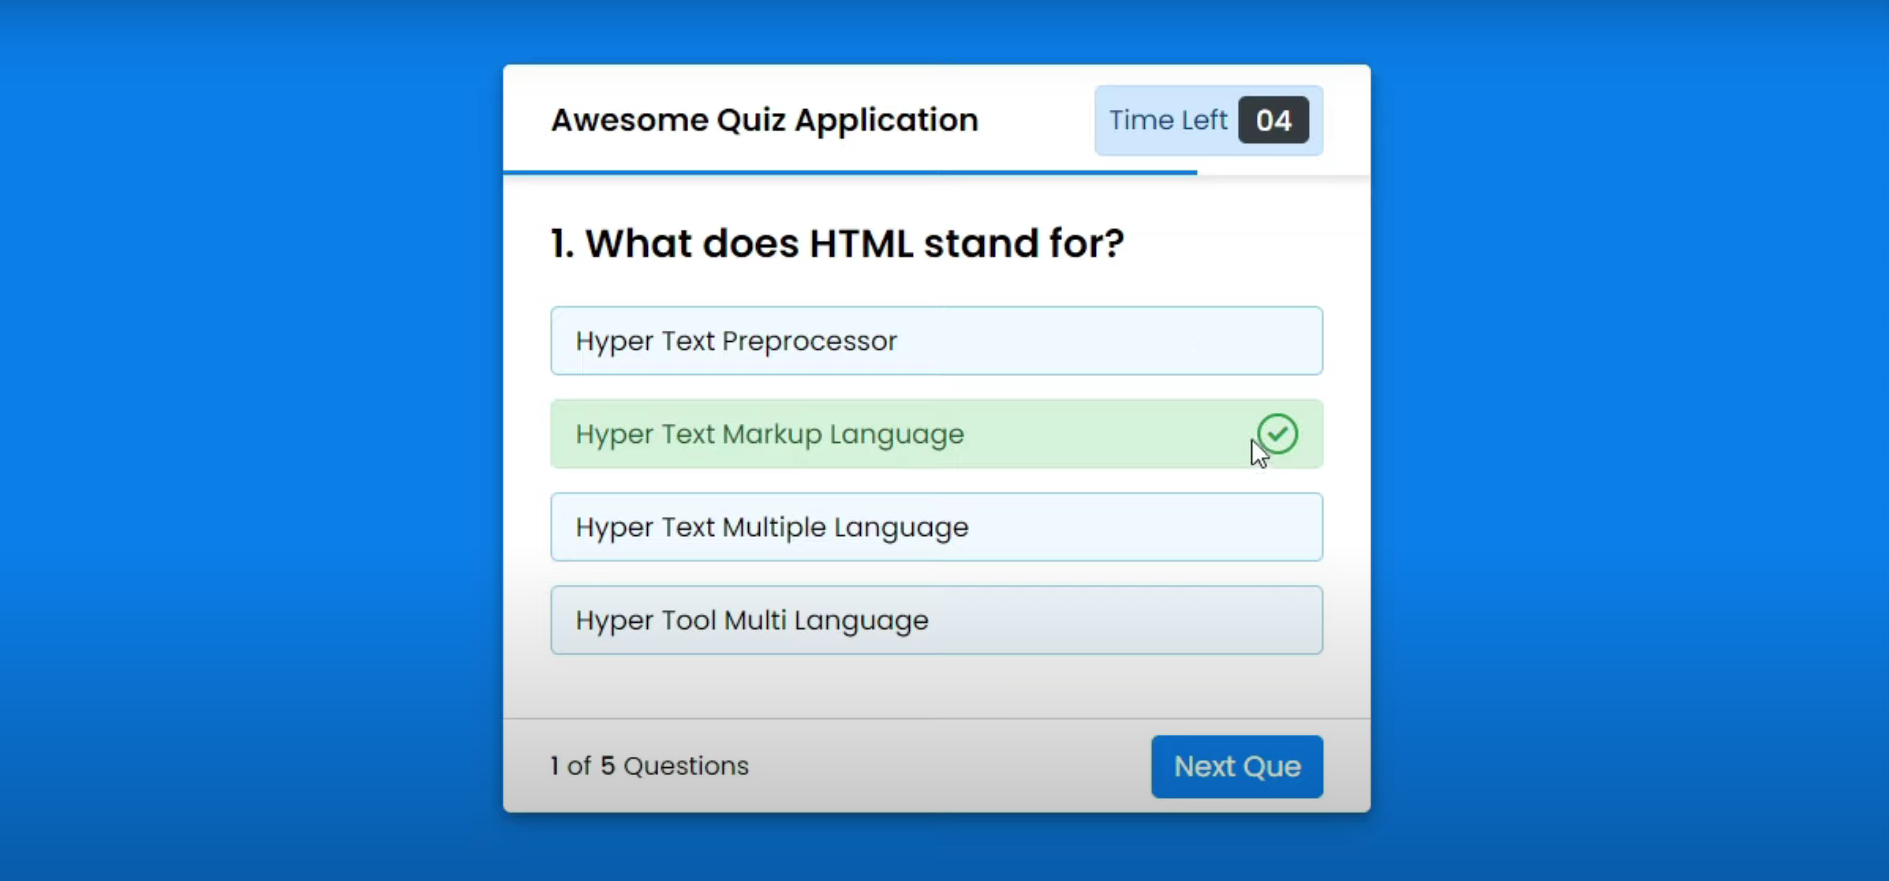 Awesome Quiz Application
Time Left 04
1. What does HTML stand for?
Hyper Text Preprocessor
Hyper Text Markup Language
Hyper Text Multiple Language
Hyper Tool Multi Language
1 of 5 Questions
Next Que